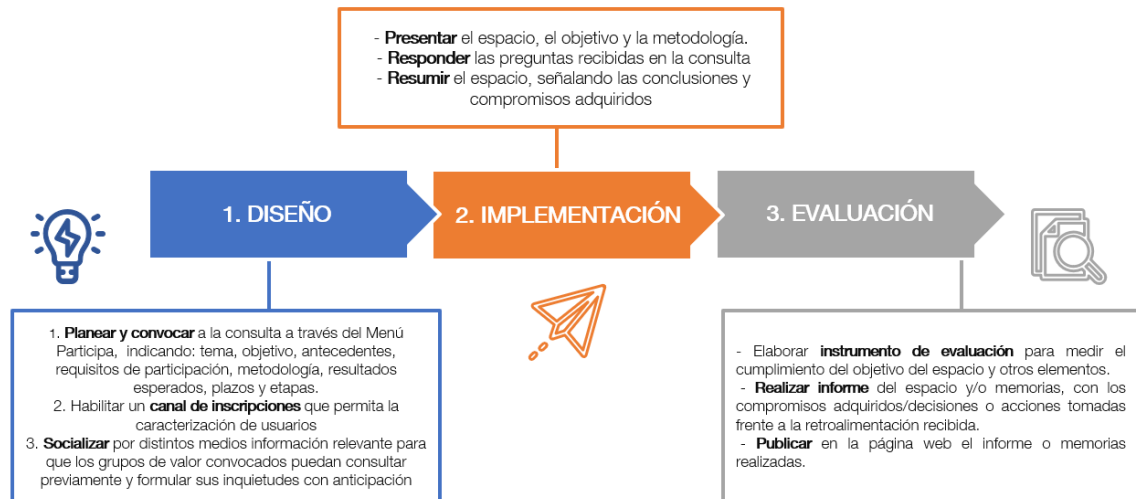 - Presentar el espacio, el objetivo y la metodología.
- Responder las preguntas recibidas en la consulta
- Resumir el espacio, señalando las conclusiones y
compromisos adquiridos
1. DISEÑO
2. IMPLEMENTACIÓN
3. EVALUACIÓN
1. Planear y convocar a la consulta a través del Menú
Participa, indicando: tema, objetivo, antecedentes,
requisitos de participación, metodología, resultados
esperados, plazos y etapas.
2. Habilitar un canal de inscripciones que permita la
caracterización de usuarios
3. Socializar por distintos medios información relevante para
que los grupos de valor convocados puedan consultar
previamente y formular sus inquietudes con anticipación
- Elaborar instrumento de evaluación para medir el
cumplimiento del objetivo del espacio y otros elementos.
- Realizar informe del espacio y/o memorias, con los
compromisos adquiridos/decisiones o acciones tomadas
frente a la retroalimentación recibida.
- Publicar en la página web el informe o memorias
realizadas.